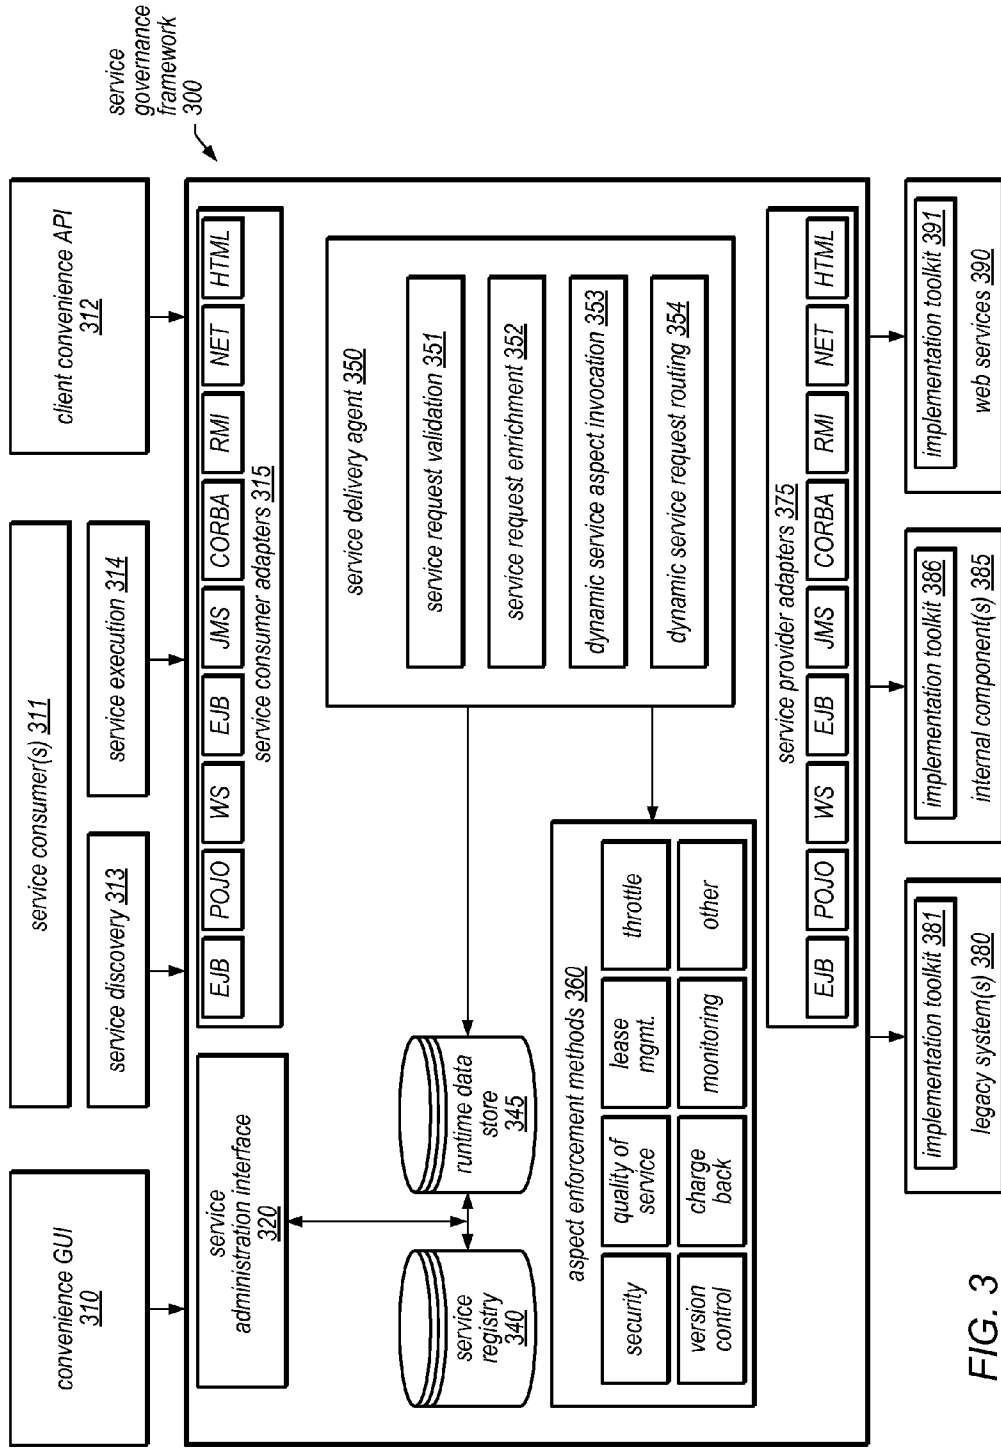 convenience GUI
310
service consumer(s) 311
service discovery 313
service execution 314
client convenience API
312
service
governance
framework
300
service
administration interface
320
EJB
POJO
WS
EJB
JMS
CORBA
RMI
NET
HTML
service consumer adapters 315
service
registry
340
runtime data
store
345
service delivery agent 350
service request validation 351
service request enrichment 352
dynamic service aspect invocation 353
dynamic service request routing 354
aspect enforcement methods 360
security
quality of
service
lease
mgmt.
throttle
version
control
charge
back
monitoring
other
service provider adapters 375
EJB
POJO
WS
EJB
JMS
CORBA
RMI
NET
HTML
implementation toolkit 381
legacy system(s) 380
implementation toolkit 386
internal component(s) 385
implementation toolkit 391
web services 390
FIG. 3